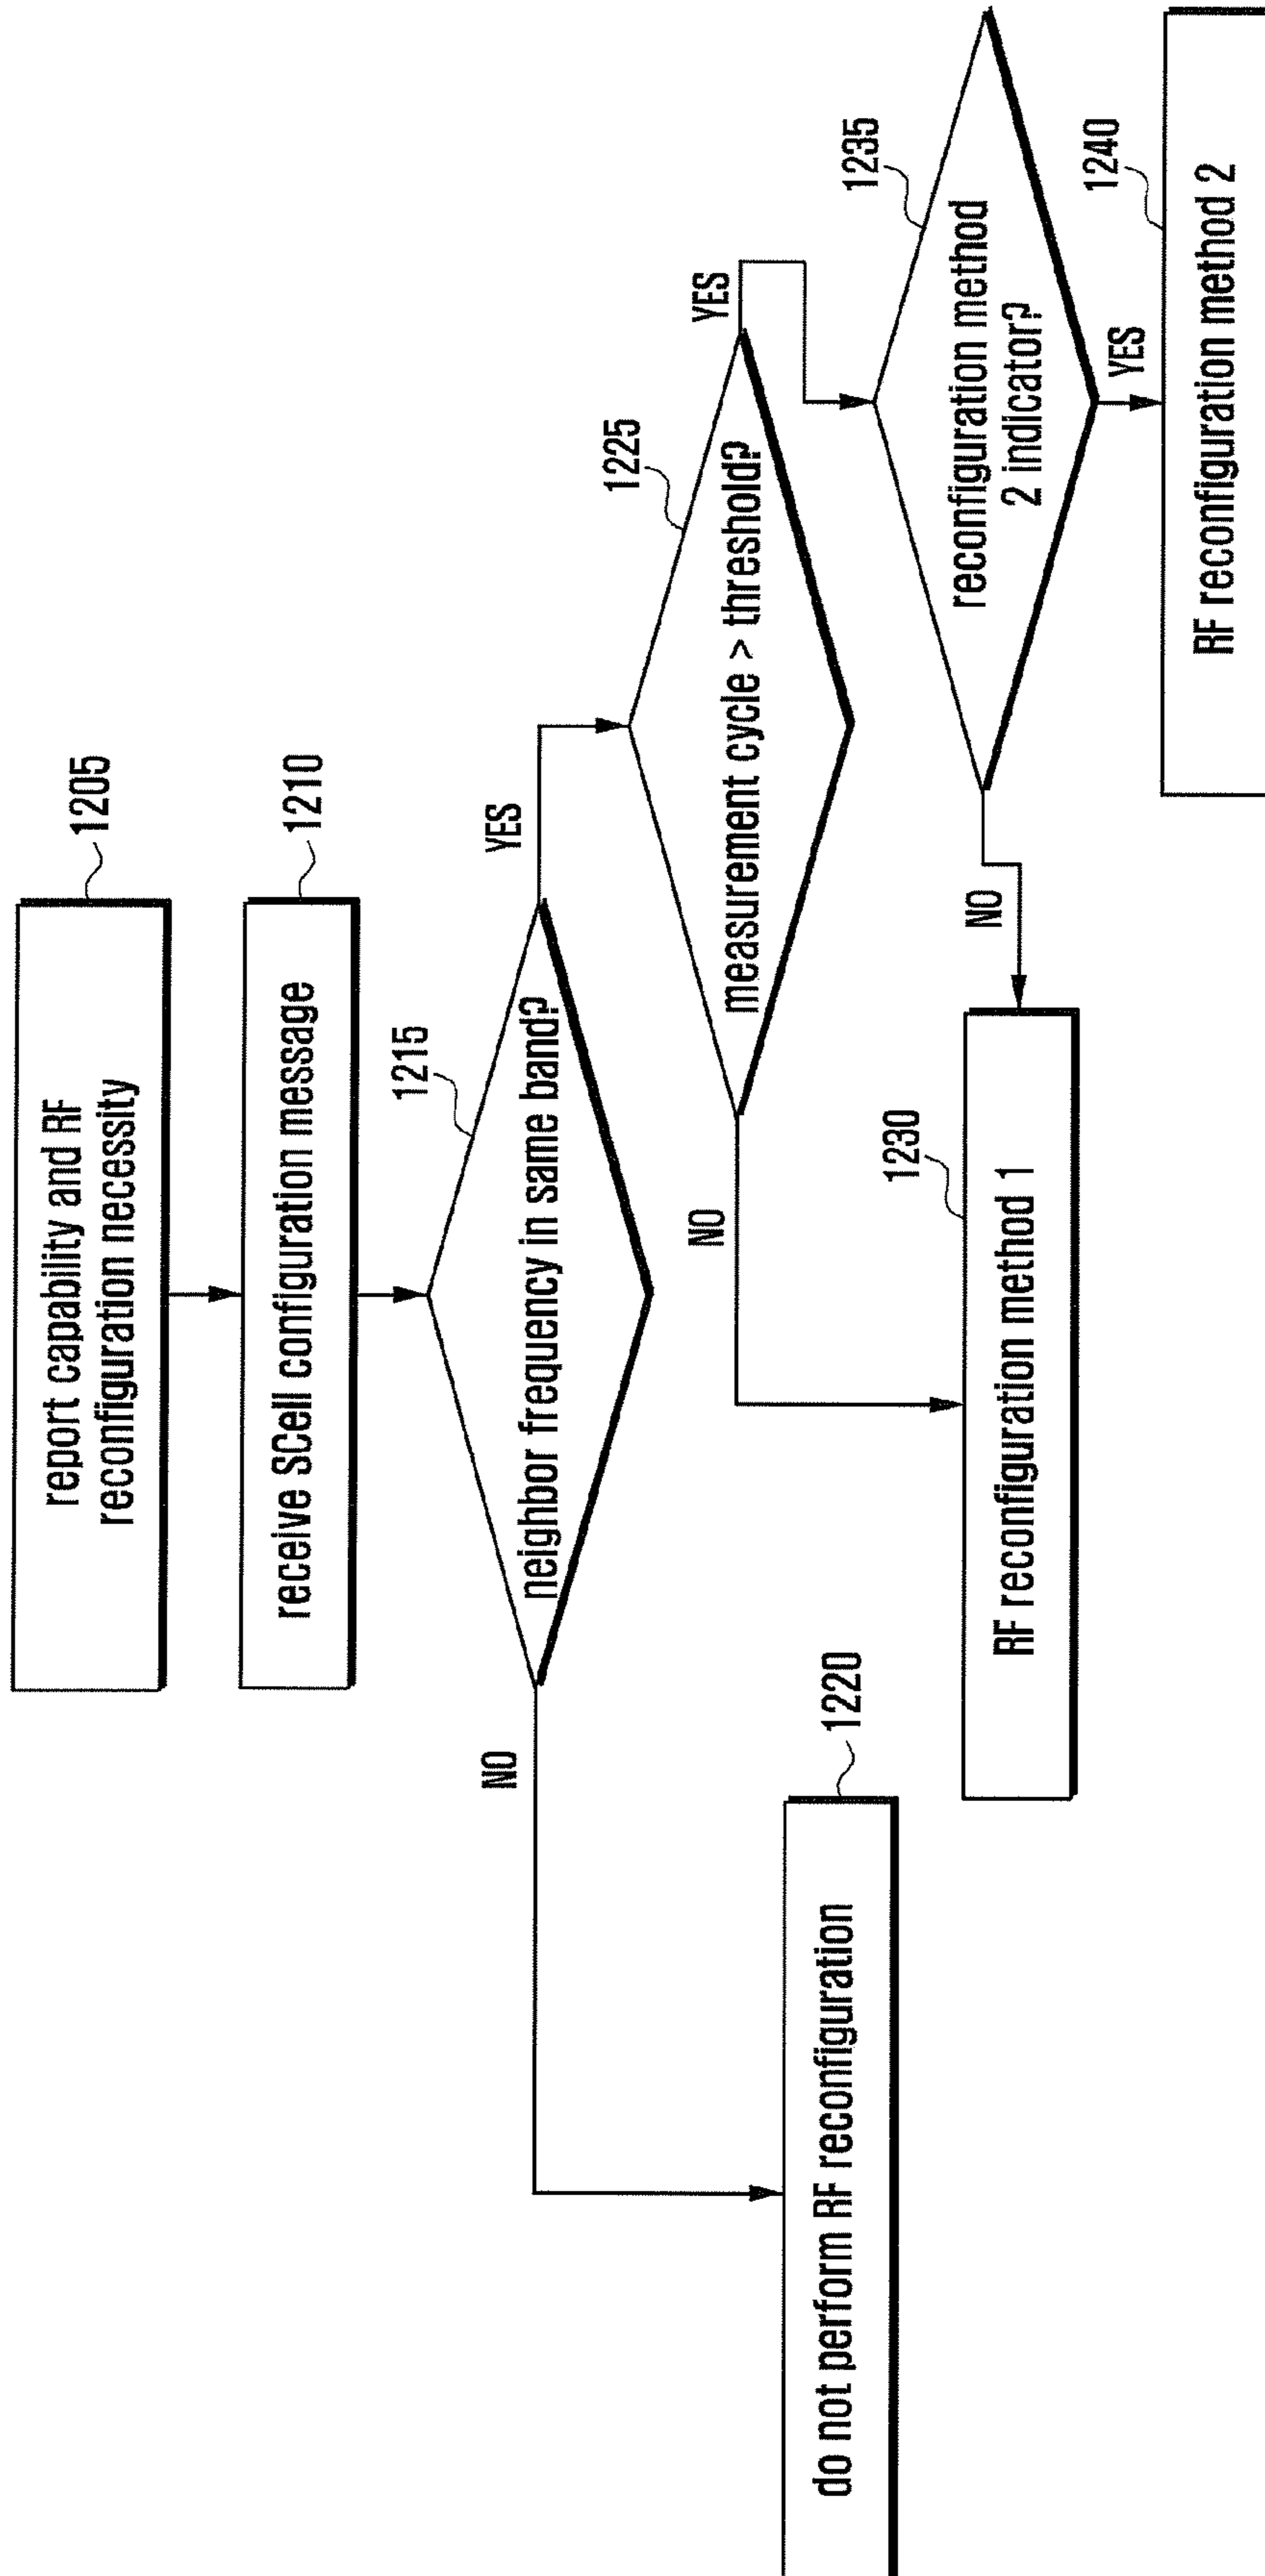 report capability and RF
reconfiguration necessity
1205
receive SCell configuration message
1210
neighbor frequency in same band?
1215
NO
YES
do not perform RF reconfiguration
1220
measurement cycle > threshold?
1225
NO
YES
RF reconfiguration method 1
1230
reconfiguration method
2 indicator?
1235
NO
YES
RF reconfiguration method 2
1240